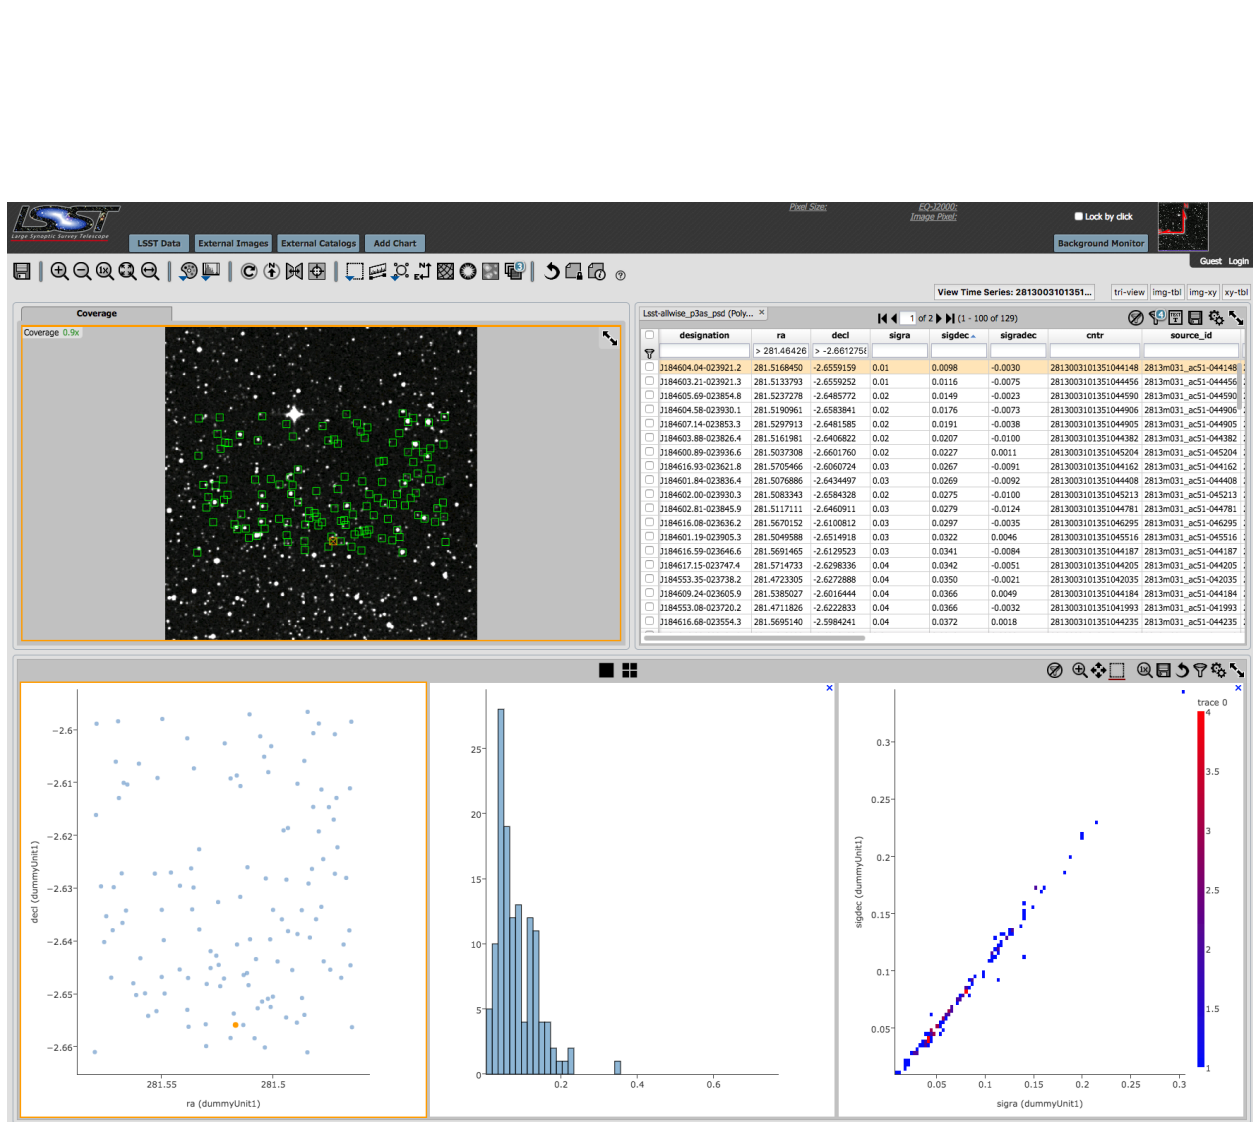 LSST
Large Synoptic Survey Telescope
Pixel Size:
EQ-J2000:
Image Pixel:
Lock by click
LSST Data
External Images
External Catalogs
Add Chart
Background Monitor
Guest Login
View Time Series: 2813003101351...
tri-view img-tbl img-xy xy-tbl
Coverage
Coverage 0.9x
Lsst-allwise_p3as_psd (Poly... ×
1 of 2 (1 - 100 of 129)
designation ra decl sigra sigdec sigradec cntr source_id
> 281.46426 > -2.6612758
J184604.04-023921.2 281.5168450 -2.6559159 0.01 0.0098 -0.0030 2813003101351044148 2813m031_ac51-044148
J184603.21-023921.3 281.5133793 -2.6559252 0.01 0.0116 -0.0075 2813003101351044456 2813m031_ac51-044456
J184605.69-023854.8 281.5237278 -2.6485772 0.02 0.0149 -0.0023 2813003101351044590 2813m031_ac51-044590
J184604.58-023930.1 281.5190961 -2.6583841 0.02 0.0176 -0.0073 2813003101351044906 2813m031_ac51-044906
J184607.14-023853.3 281.5297913 -2.6481585 0.02 0.0191 -0.0038 2813003101351044905 2813m031_ac51-044905
J184603.88-023826.4 281.5161981 -2.6406822 0.02 0.0207 -0.0100 2813003101351044382 2813m031_ac51-044382
J184600.89-023936.6 281.5037308 -2.6601760 0.02 0.0227 0.0011 2813003101351045204 2813m031_ac51-045204
J184616.93-023621.8 281.5705466 -2.6060724 0.03 0.0267 -0.0091 2813003101351044162 2813m031_ac51-044162
J184601.84-023836.4 281.5076886 -2.6434497 0.03 0.0269 -0.0092 2813003101351044408 2813m031_ac51-044408
J184602.00-023930.3 281.5083343 -2.6584328 0.02 0.0275 -0.0100 2813003101351045213 2813m031_ac51-045213
J184602.81-023845.9 281.5117111 -2.6460911 0.03 0.0279 -0.0124 2813003101351044781 2813m031_ac51-044781
J184616.08-023636.2 281.5670152 -2.6100812 0.03 0.0297 -0.0035 2813003101351046295 2813m031_ac51-046295
J184601.19-023905.3 281.5049588 -2.6514918 0.03 0.0322 0.0046 2813003101351045516 2813m031_ac51-045516
J184616.59-023646.6 281.5691465 -2.6129523 0.03 0.0341 -0.0084 2813003101351044187 2813m031_ac51-044187
J184617.15-023747.4 281.5714733 -2.6298336 0.04 0.0342 -0.0051 2813003101351044205 2813m031_ac51-044205
J184553.35-023738.2 281.4723305 -2.6272888 0.04 0.0350 -0.0021 2813003101351042035 2813m031_ac51-042035
J184609.24-023605.9 281.5385027 -2.6016444 0.04 0.0366 0.0049 2813003101351044184 2813m031_ac51-044184
J184553.08-023720.2 281.4711826 -2.6222833 0.04 0.0366 -0.0032 2813003101351041993 2813m031_ac51-041993
J184616.68-023554.3 281.5695140 -2.5984241 0.04 0.0372 0.0018 2813003101351044235 2813m031_ac51-044235
−2.6
−2.61
−2.62
−2.63
−2.64
−2.65
−2.66
decl (dummyUnit1)
281.55 281.5
ra (dummyUnit1)
25
20
15
10
5
0
0.2 0.4 0.6
0.3
0.25
0.2
0.15
0.1
0.05
sigdec (dummyUnit1)
0.05 0.1 0.15 0.2 0.25 0.3
sigra (dummyUnit1)
trace 0
4
3.5
3
2.5
2
1.5
1